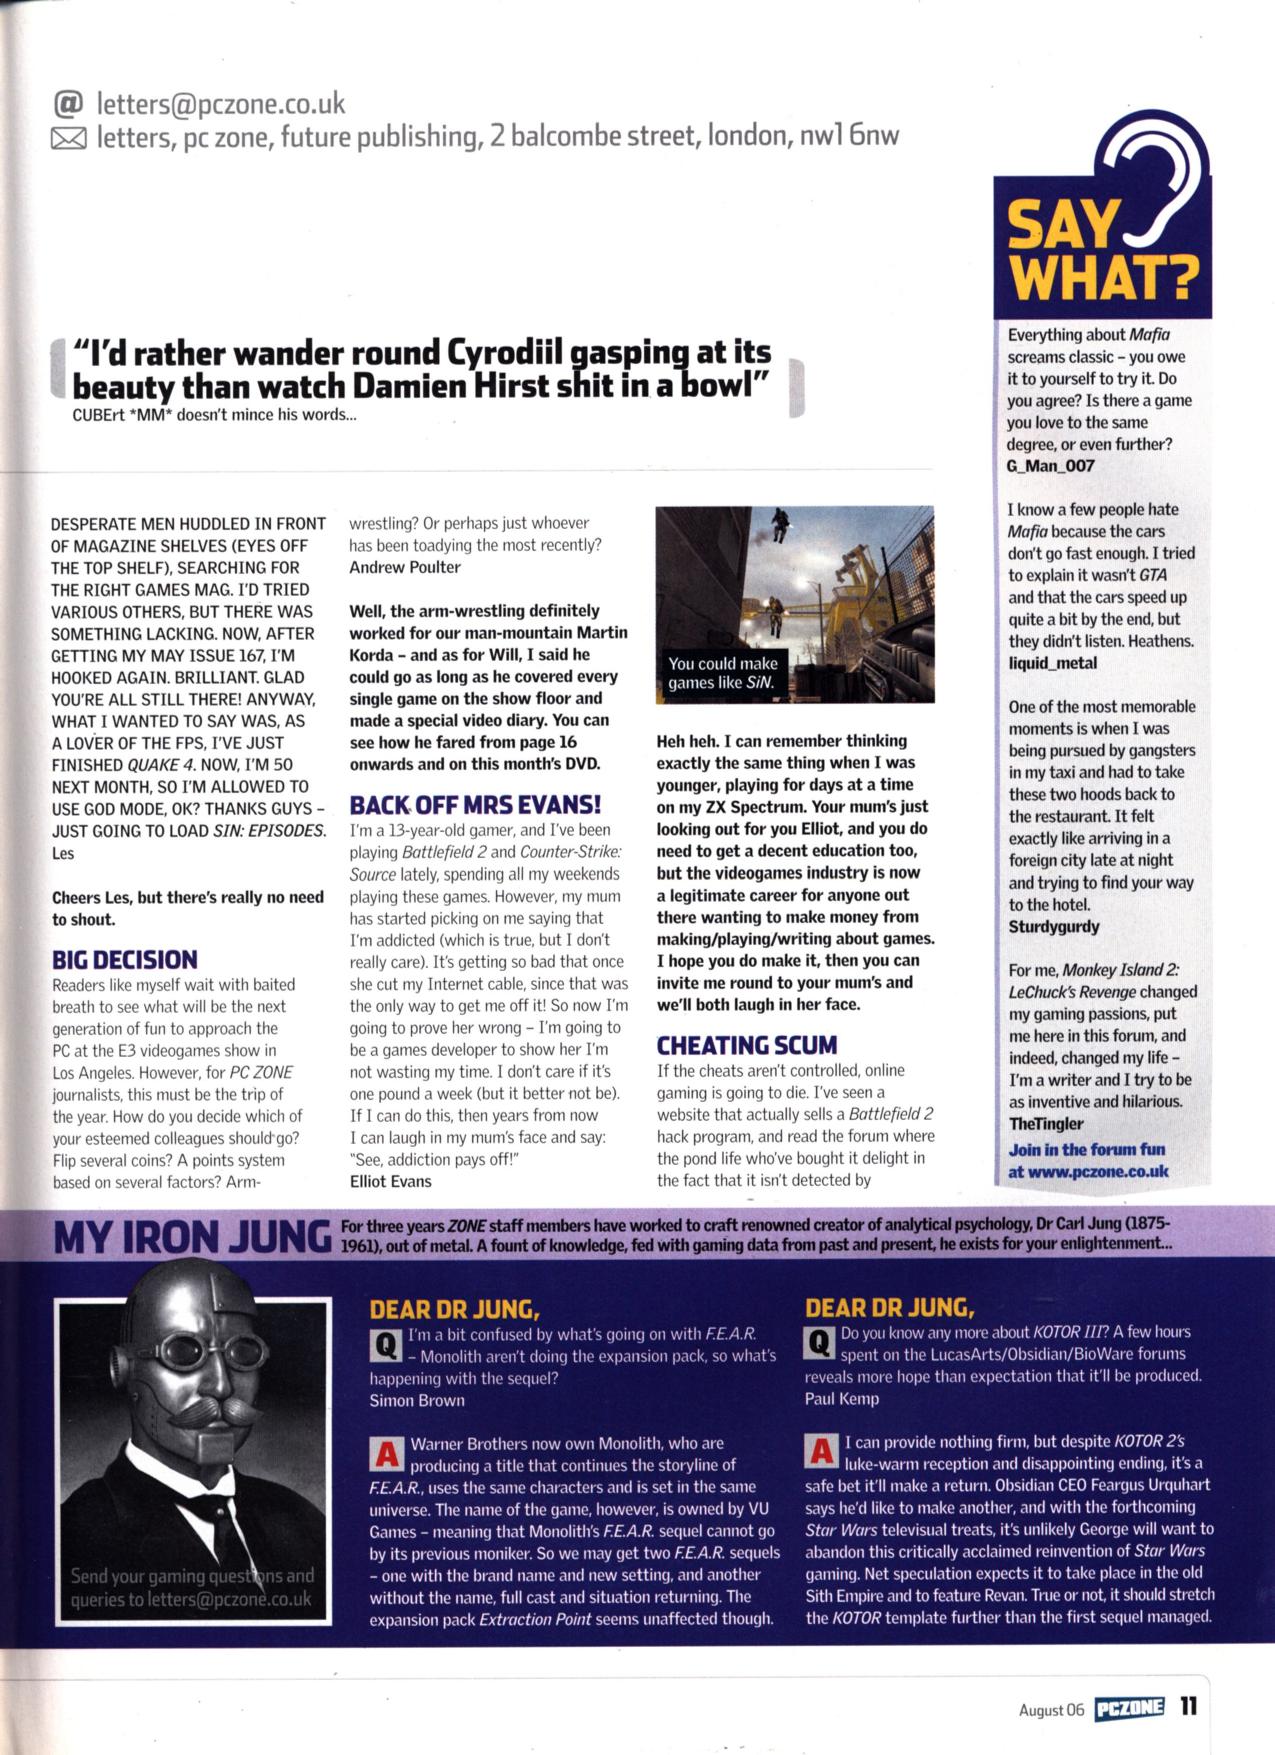 @ letters@pczone.co.uk
letters, pc zone, future publishing, 2 balcombe street, london, nw1 6nw
"I'd rather wander round Cyrodiil gasping at its
beauty than watch Damien Hirst shit in a bowl"
CUBErt *MM* doesn't mince his words...
DESPERATE MEN HUDDLED IN FRONT
OF MAGAZINE SHELVES (EYES OFF
THE TOP SHELF), SEARCHING FOR
THE RIGHT GAMES MAG. I'D TRIED
VARIOUS OTHERS, BUT THERE WAS
SOMETHING LACKING. NOW, AFTER
GETTING MY MAY ISSUE 167, I'M
HOOKED AGAIN. BRILLIANT. GLAD
YOU'RE ALL STILL THERE! ANYWAY,
WHAT I WANTED TO SAY WAS, AS
A LOVER OF THE FPS, I'VE JUST
FINISHED QUAKE 4. NOW, I'M 50
NEXT MONTH, SO I'M ALLOWED TO
USE GOD MODE, OK? THANKS GUYS –
JUST GOING TO LOAD SIN: EPISODES.
Les
Cheers Les, but there's really no need
to shout.
BIG DECISION
Readers like myself wait with baited
breath to see what will be the next
generation of fun to approach the
PC at the E3 videogames show in
Los Angeles. However, for PC ZONE
journalists, this must be the trip of
the year. How do you decide which of
your esteemed colleagues should go?
Flip several coins? A points system
based on several factors? Arm-
wrestling? Or perhaps just whoever
has been toadying the most recently?
Andrew Poulter
Well, the arm-wrestling definitely
worked for our man-mountain Martin
Korda – and as for Will, I said he
could go as long as he covered every
single game on the show floor and
made a special video diary. You can
see how he fared from page 16
onwards and on this month's DVD.
BACK OFF MRS EVANS!
I'm a 13-year-old gamer, and I've been
playing Battlefield 2 and Counter-Strike:
Source lately, spending all my weekends
playing these games. However, my mum
has started picking on me saying that
I'm addicted (which is true, but I don't
really care). It's getting so bad that once
she cut my Internet cable, since that was
the only way to get me off it! So now I'm
going to prove her wrong – I'm going to
be a games developer to show her I'm
not wasting my time. I don't care if it's
one pound a week (but it better not be).
If I can do this, then years from now
I can laugh in my mum's face and say:
"See, addiction pays off!"
Elliot Evans
You could make
games like SiN.
Heh heh. I can remember thinking
exactly the same thing when I was
younger, playing for days at a time
on my ZX Spectrum. Your mum's just
looking out for you Elliot, and you do
need to get a decent education too,
but the videogames industry is now
a legitimate career for anyone out
there wanting to make money from
making/playing/writing about games.
I hope you do make it, then you can
invite me round to your mum's and
we'll both laugh in her face.
CHEATING SCUM
If the cheats aren't controlled, online
gaming is going to die. I've seen a
website that actually sells a Battlefield 2
hack program, and read the forum where
the pond life who've bought it delight in
the fact that it isn't detected by
SAY
WHAT?
Everything about Mafia
screams classic – you owe
it to yourself to try it. Do
you agree? Is there a game
you love to the same
degree, or even further?
G_Man_007
I know a few people hate
Mafia because the cars
don't go fast enough. I tried
to explain it wasn't GTA
and that the cars speed up
quite a bit by the end, but
they didn't listen. Heathens.
liquid_metal
One of the most memorable
moments is when I was
being pursued by gangsters
in my taxi and had to take
these two hoods back to
the restaurant. It felt
exactly like arriving in a
foreign city late at night
and trying to find your way
to the hotel.
Sturdygurdy
For me, Monkey Island 2:
LeChuck's Revenge changed
my gaming passions, put
me here in this forum, and
indeed, changed my life –
I'm a writer and I try to be
as inventive and hilarious.
TheTingler
Join in the forum fun
at www.pczone.co.uk
MY IRON JUNG
For three years ZONE staff members have worked to craft renowned creator of analytical psychology, Dr Carl Jung (1875-
1961), out of metal. A fount of knowledge, fed with gaming data from past and present, he exists for your enlightenment...
Send your gaming questions and
queries to letters@pczone.co.uk
DEAR DR JUNG,
Q I'm a bit confused by what's going on with F.E.A.R.
– Monolith aren't doing the expansion pack, so what's
happening with the sequel?
Simon Brown
A Warner Brothers now own Monolith, who are
producing a title that continues the storyline of
F.E.A.R., uses the same characters and is set in the same
universe. The name of the game, however, is owned by VU
Games – meaning that Monolith's F.E.A.R. sequel cannot go
by its previous moniker. So we may get two F.E.A.R. sequels
– one with the brand name and new setting, and another
without the name, full cast and situation returning. The
expansion pack Extraction Point seems unaffected though.
DEAR DR JUNG,
Q Do you know any more about KOTOR III? A few hours
spent on the LucasArts/Obsidian/BioWare forums
reveals more hope than expectation that it'll be produced.
Paul Kemp
A I can provide nothing firm, but despite KOTOR 2's
luke-warm reception and disappointing ending, it's a
safe bet it'll make a return. Obsidian CEO Feargus Urquhart
says he'd like to make another, and with the forthcoming
Star Wars televisual treats, it's unlikely George will want to
abandon this critically acclaimed reinvention of Star Wars
gaming. Net speculation expects it to take place in the old
Sith Empire and to feature Revan. True or not, it should stretch
the KOTOR template further than the first sequel managed.
August 06 PCZONE 11